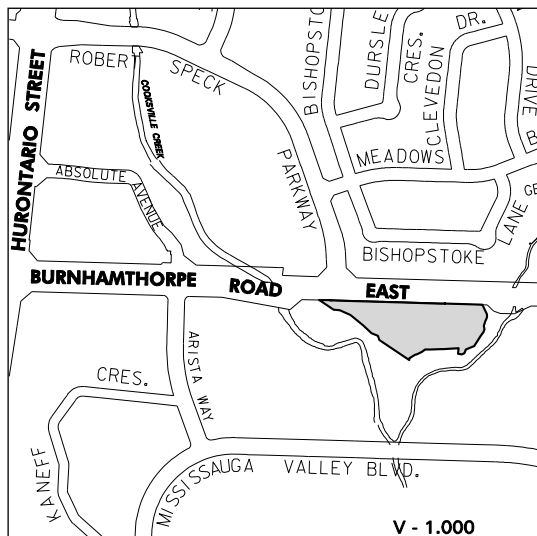 ROBERT SPECK PARKWAY
HURONTARIO STREET
COOKSVILLE CREEK
DURSLE
CRES.
CLEVEDON
DR.
DRIVE
MEADOWS
ABSOLUTE AVENUE
BISHOPSTOKE
LANE
BURNHAMTHORPE ROAD EAST
ARISTA WAY
KANEFF CRES.
MISSISSAUGA VALLEY BLVD.
V - 1.000